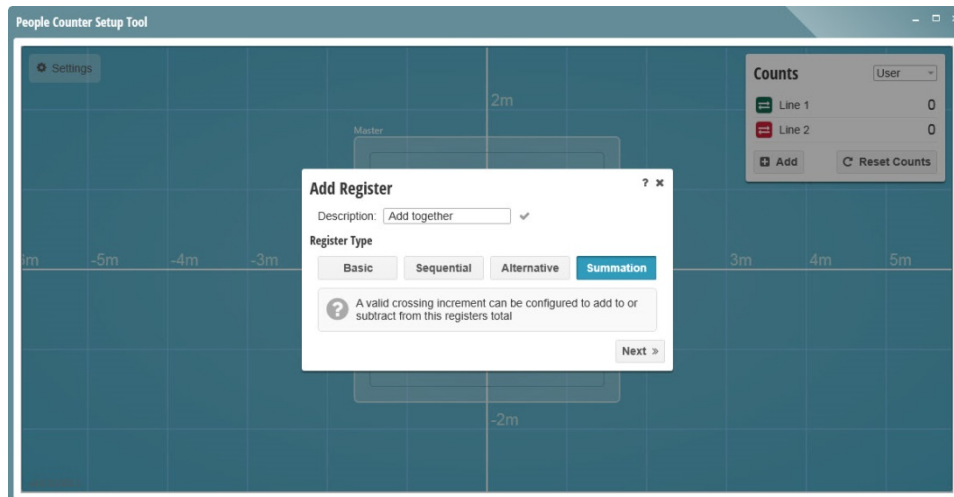 People Counter Setup Tool
Settings
Counts
User
Line 1
0
Line 2
0
Add
Reset Counts
2m
Master
Add Register
? ×
Description: Add together
Register Type
Basic
Sequential
Alternative
Summation
A valid crossing increment can be configured to add to or
subtract from this registers total
Next »
-5m
-4m
-3m
3m
4m
5m
-2m